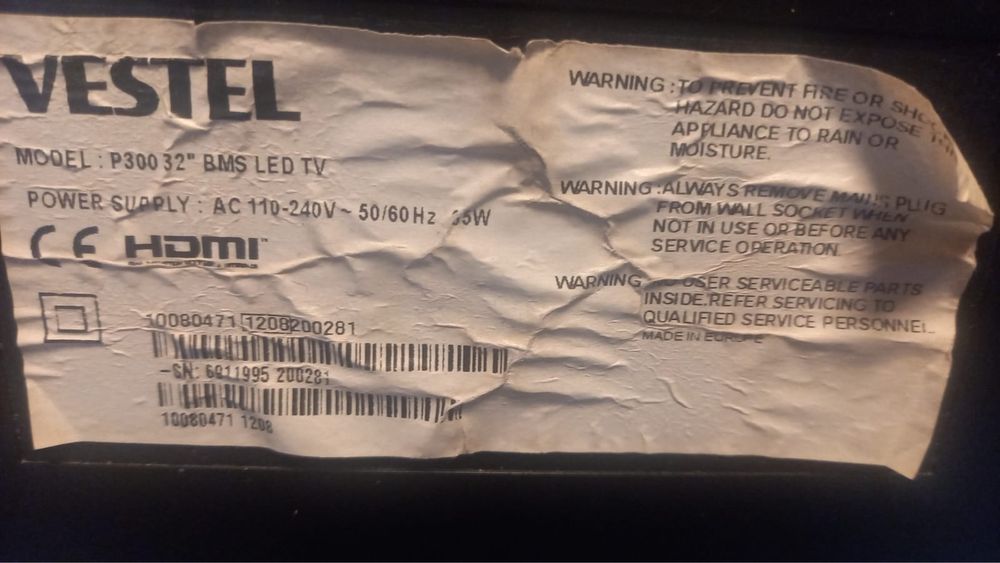 VESTEL
MODEL : P300 32" BMS LED TV
POWER SUPPLY : AC 110-240V ~ 50/60Hz
CE HDMI™
10080471 1208200281
-SN: 6011995 200281
10080471 1208
WARNING : TO PREVENT FIRE OR
HAZARD DO NOT EXPOSE
APPLIANCE TO RAIN OR
MOISTURE.
WARNING : ALWAYS REMOVE MAINS PLUG
FROM WALL SOCKET WHEN
NOT IN USE OR BEFORE ANY
SERVICE OPERATION.
WARNING USER SERVICEABLE PARTS
INSIDE.REFER SERVICING TO
QUALIFIED SERVICE PERSONNEL.
MADE IN EUROPE